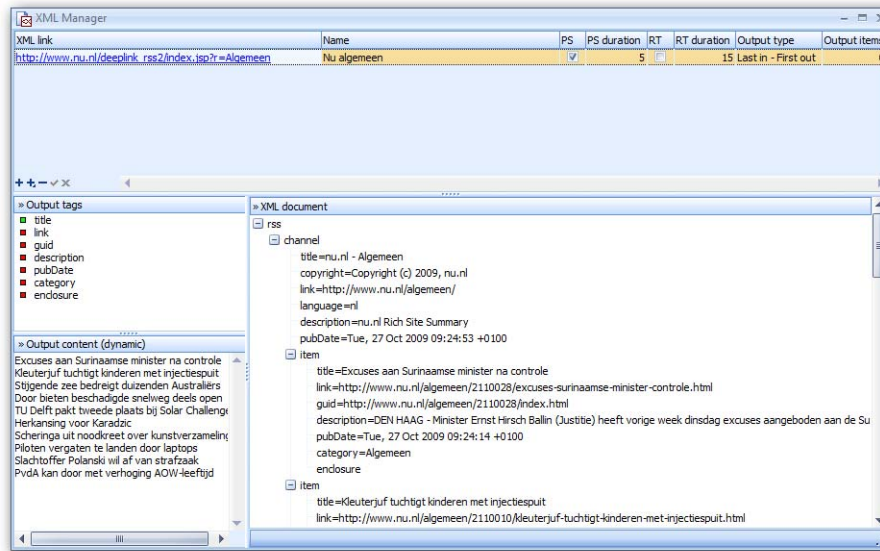 XML Manager
XML link Name PS PS duration RT RT duration Output type Output items
http://www.nu.nl/deeplink_rss2/index.jsp?r=Algemeen Nu algemeen 5 15 Last in - First out
» Output tags
title
link
guid
description
pubDate
category
enclosure
» Output content (dynamic)
Excuses aan Surinaamse minister na controle
Kleuterjuf tuchtigt kinderen met injectiespuit
Stijgende zee bedreigt duizenden Australiërs
Door bieten beschadigde snelweg deels open
TU Delft pakt tweede plaats bij Solar Challenge
Herkansing voor Karadzic
Scheringa uit noodkreet over kunstverzameling
Piloten vergaten te landen door laptops
Slachtoffer Polanski wil af van strafzaak
PvdA kan door met verhoging AOW-leeftijd
» XML document
rss
channel
title=nu.nl - Algemeen
copyright=Copyright (c) 2009, nu.nl
link=http://www.nu.nl/algemeen/
language=nl
description=nu.nl Rich Site Summary
pubDate=Tue, 27 Oct 2009 09:24:53 +0100
item
title=Excuses aan Surinaamse minister na controle
link=http://www.nu.nl/algemeen/2110028/excuses-surinaamse-minister-controle.html
guid=http://www.nu.nl/algemeen/2110028/index.html
description=DEN HAAG - Minister Ernst Hirsch Ballin (Justitie) heeft vorige week dinsdag excuses aangeboden aan de Su
pubDate=Tue, 27 Oct 2009 09:24:14 +0100
category=Algemeen
enclosure
item
title=Kleuterjuf tuchtigt kinderen met injectiespuit
link=http://www.nu.nl/algemeen/2110010/kleuterjuf-tuchtigt-kinderen-met-injectiespuit.html